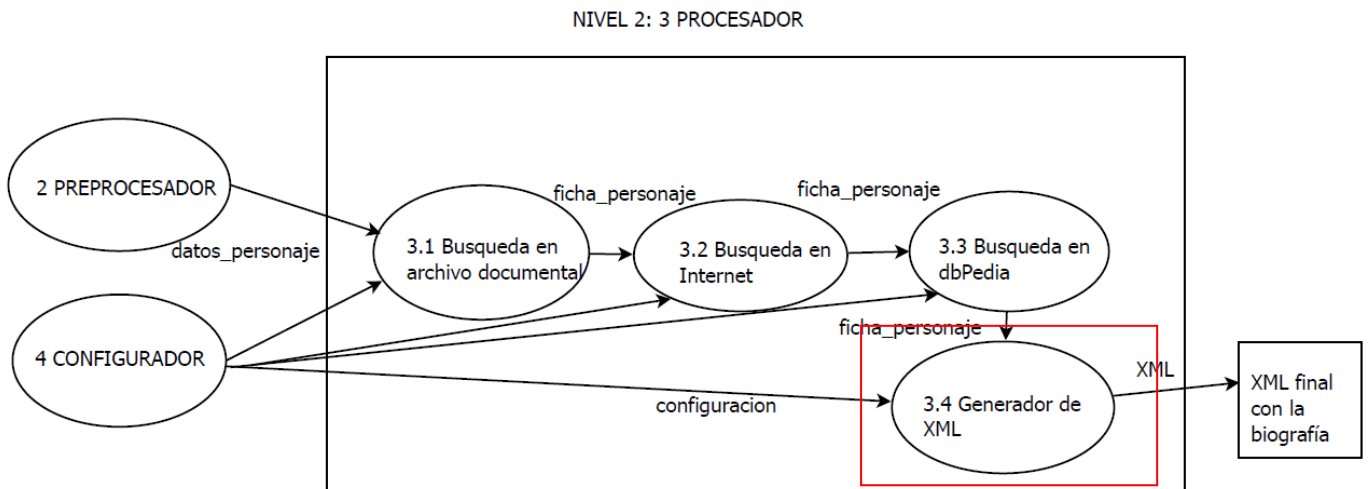 NIVEL 2: 3 PROCESADOR
2 PREPROCESADOR
datos_personaje
4 CONFIGURADOR
ficha_personaje
3.1 Busqueda en
archivo documental
ficha_personaje
3.2 Busqueda en
Internet
3.3 Busqueda en
dbPedia
ficha_personaje
configuracion
3.4 Generador de
XML
XML
XML final
con la
biografía